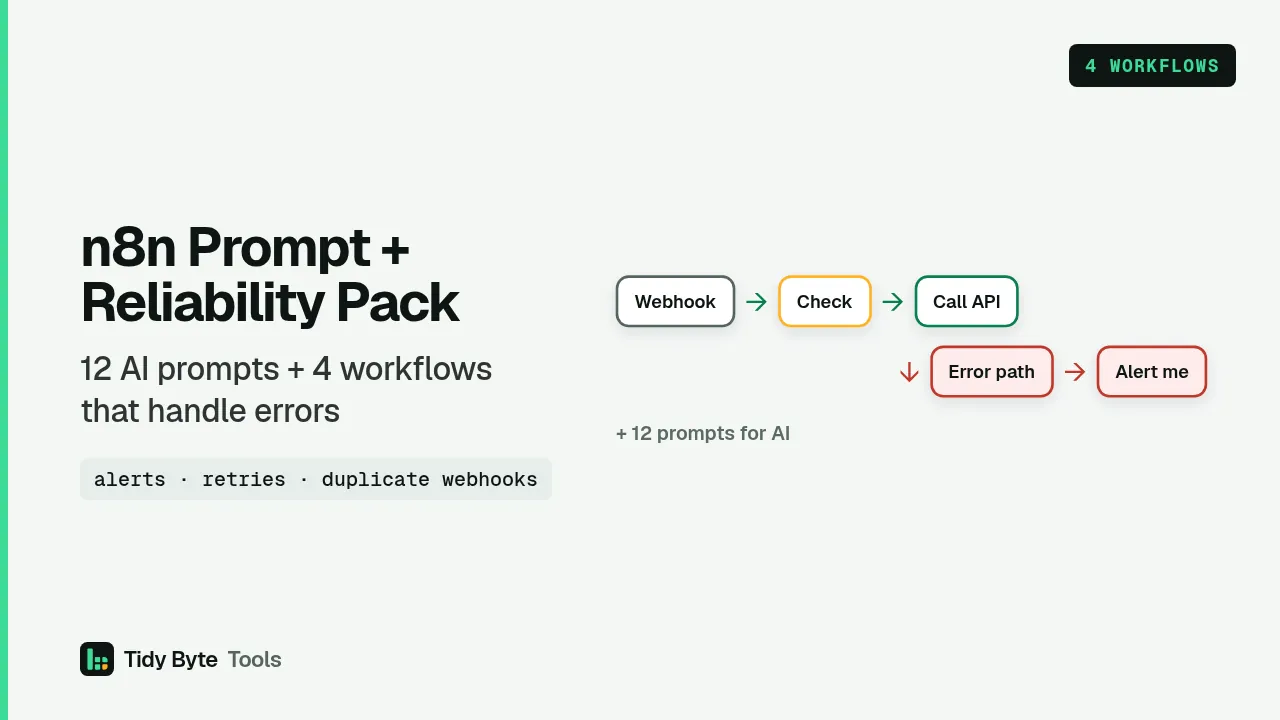 4 WORKFLOWS
n8n Prompt +
Reliability Pack
12 AI prompts + 4 workflows
that handle errors
alerts · retries · duplicate webhooks
Webhook → Check → Call API
↓ Error path → Alert me
+ 12 prompts for AI
Tidy Byte Tools